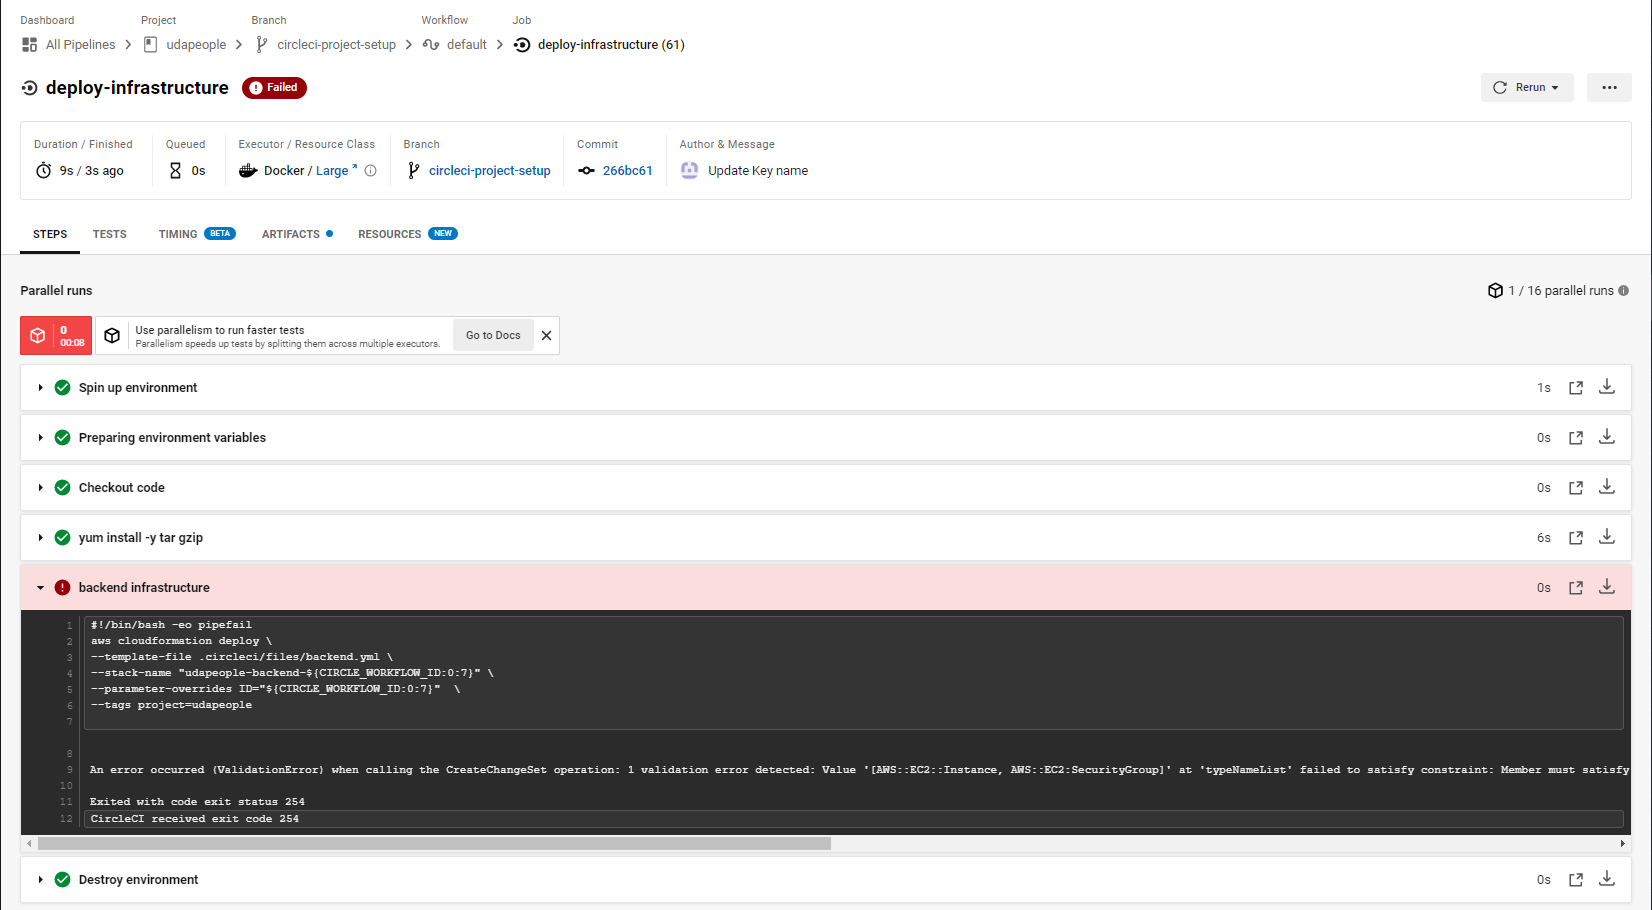 Dashboard Project Branch Workflow Job
All Pipelines udapeople circleci-project-setup default deploy-infrastructure (61)
deploy-infrastructure Failed Rerun
Duration / Finished Queued Executor / Resource Class Branch Commit Author & Message
9s / 3s ago 0s Docker / Large circleci-project-setup 266bc61 Update Key name
STEPS TESTS TIMING BETA ARTIFACTS RESOURCES NEW
Parallel runs 1 / 16 parallel runs
0
00:08
Use parallelism to run faster tests
Parallelism speeds up tests by splitting them across multiple executors.
Go to Docs
Spin up environment 1s
Preparing environment variables 0s
Checkout code 0s
yum install -y tar gzip 6s
backend infrastructure 0s
1 #!/bin/bash -eo pipefail
2 aws cloudformation deploy \
3 --template-file .circleci/files/backend.yml \
4 --stack-name "udapeople-backend-${CIRCLE_WORKFLOW_ID:0:7}" \
5 --parameter-overrides ID="${CIRCLE_WORKFLOW_ID:0:7}"  \
6 --tags project=udapeople
7
8
9 An error occurred (ValidationError) when calling the CreateChangeSet operation: 1 validation error detected: Value '[AWS::EC2::Instance, AWS::EC2:SecurityGroup]' at 'typeNameList' failed to satisfy constraint: Member must satisfy
10
11 Exited with code exit status 254
12 CircleCI received exit code 254
Destroy environment 0s